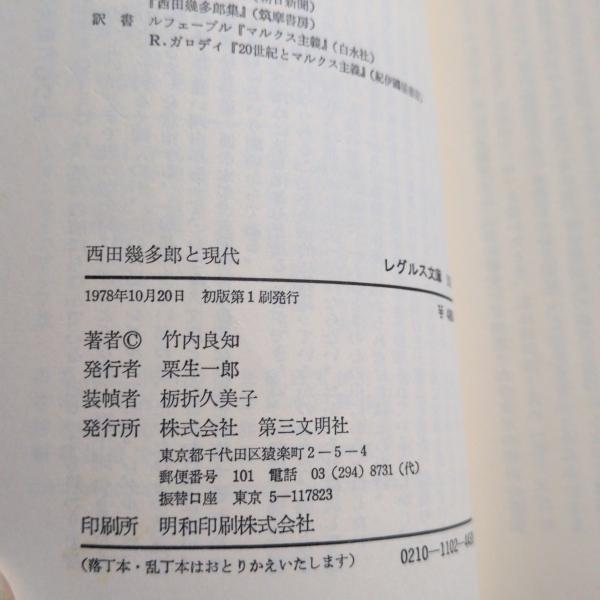 『西田幾多郎集』(筑摩書房)
訳書 ルフェーブル『マルクス主義』(白水社)
R.ガロディ『20世紀とマルクス主義』
西田幾多郎と現代
レグルス文庫
1978年10月20日 初版第1刷発行
著者© 竹内良知
発行者 栗生一郎
装幀者 栃折久美子
発行所 株式会社 第三文明社
東京都千代田区猿楽町2-5-4
郵便番号 101 電話 03(294)8731(代)
振替口座 東京 5-117823
印刷所 明和印刷株式会社
(落丁本・乱丁本はおとりかえいたします)
0210-1102-